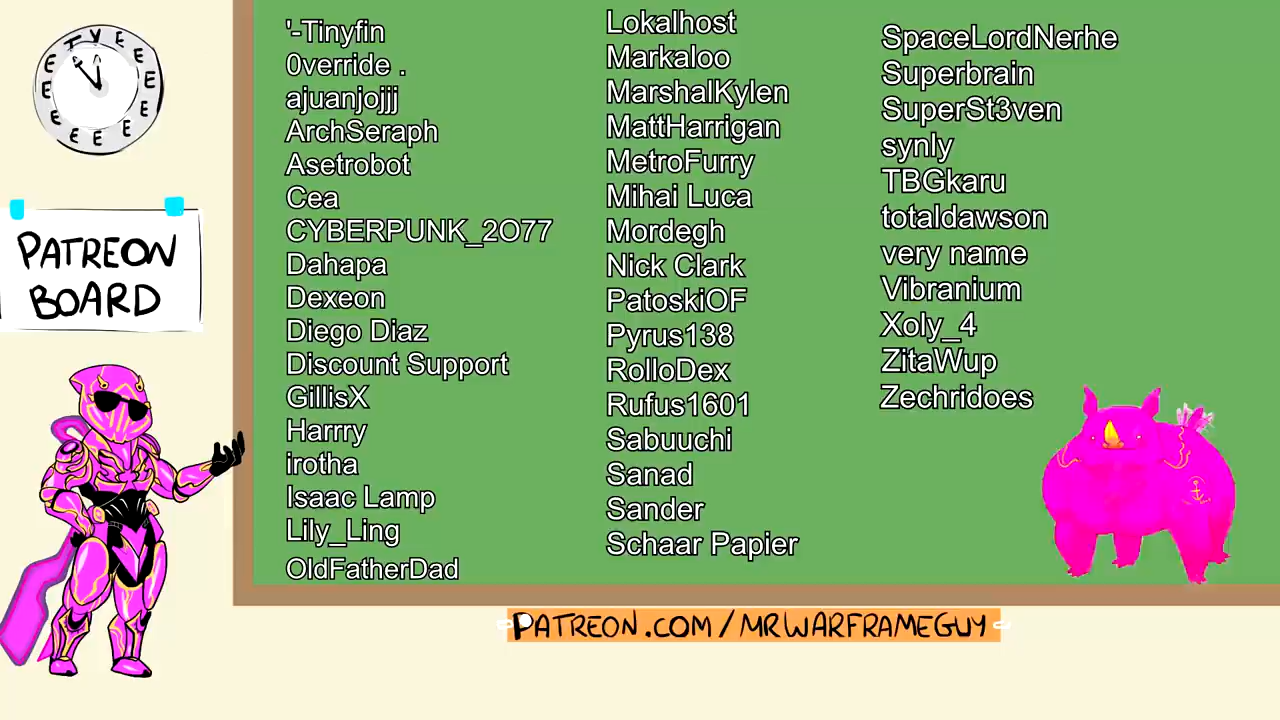 TYEEEEEEEEEE
PATREON
BOARD
'-Tinyfin
0verride .
ajuanjojjj
ArchSeraph
Asetrobot
Cea
CYBERPUNK_2O77
Dahapa
Dexeon
Diego Diaz
Discount Support
GillisX
Harrry
irotha
Isaac Lamp
Lily_Ling
OldFatherDad
Lokalhost
Markaloo
MarshalKylen
MattHarrigan
MetroFurry
Mihai Luca
Mordegh
Nick Clark
PatoskiOF
Pyrus138
RolloDex
Rufus1601
Sabuuchi
Sanad
Sander
Schaar Papier
SpaceLordNerhe
Superbrain
SuperSt3ven
synly
TBGkaru
totaldawson
very name
Vibranium
Xoly_4
ZitaWup
Zechridoes
PATREON.COM/MRWARFRAMEGUY